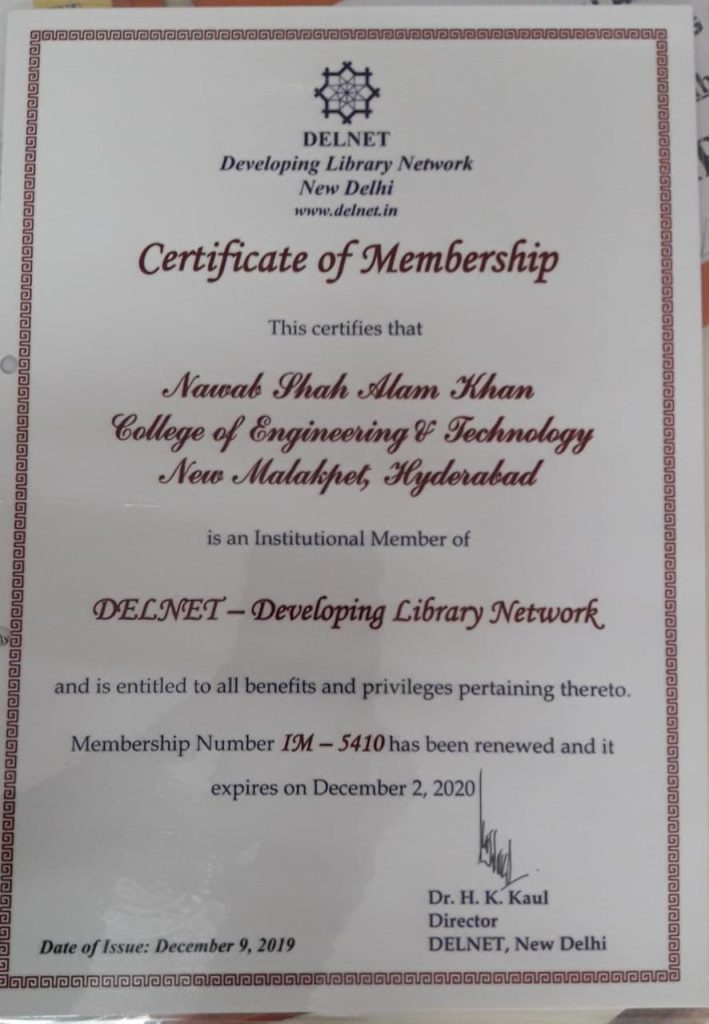 DELNET
Developing Library Network
New Delhi
www.delnet.in
Certificate of Membership
This certifies that
Nawab Shah Alam Khan
College of Engineering & Technology
New Malakpet, Hyderabad
is an Institutional Member of
DELNET – Developing Library Network
and is entitled to all benefits and privileges pertaining thereto.
Membership Number IM – 5410 has been renewed and it
expires on December 2, 2020
Dr. H. K. Kaul
Director
DELNET, New Delhi
Date of Issue: December 9, 2019